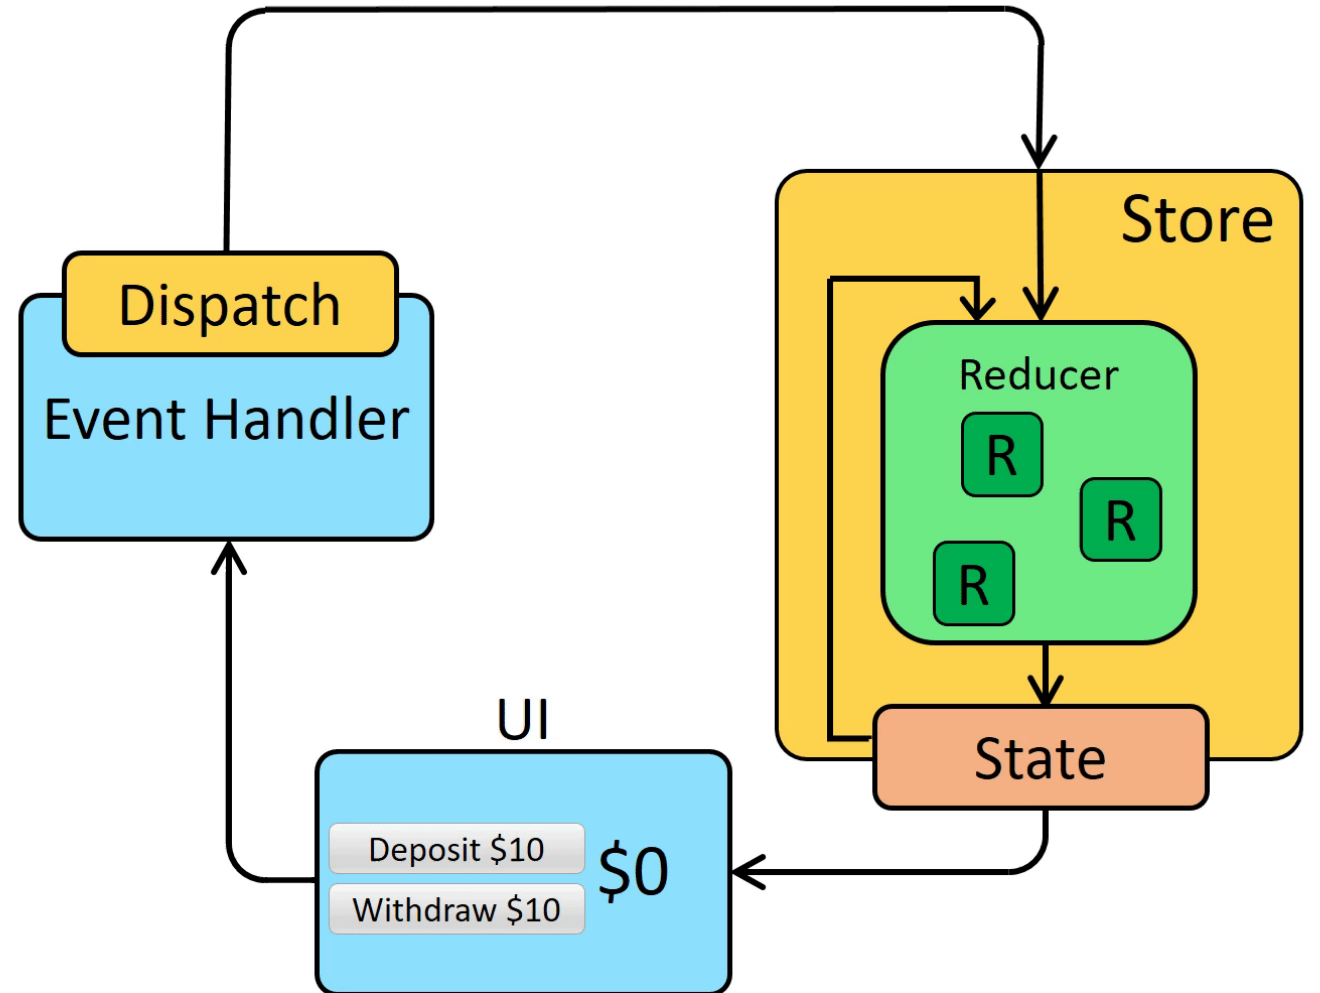 Store
Dispatch
Event Handler
Reducer
R
R
R
UI
State
Deposit $10
$0
Withdraw $10